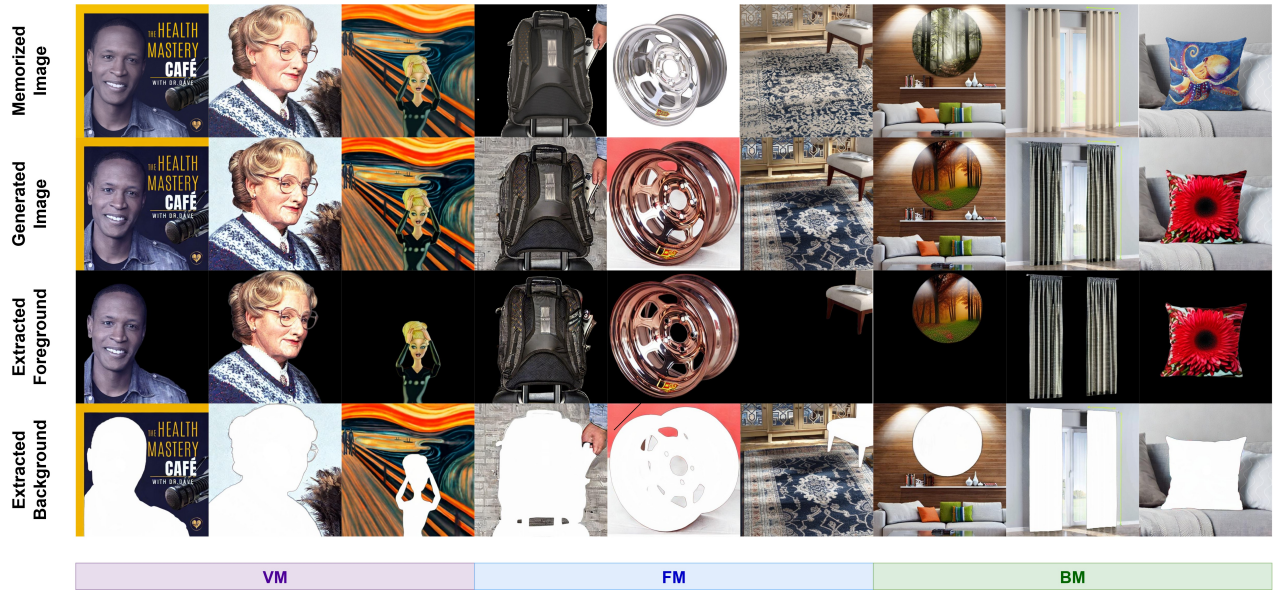 Memorized
Image
THE HEALTH
MASTERY
CAFÉ
WITH DR. DAVE
Generated
Image
THE HEALTH
MASTERY
CAFÉ
WITH DR. DAVE
Extracted
Foreground
Extracted
Background
THE HEALTH
MASTERY
CAFÉ
WITH DR. DAVE
VM
FM
BM